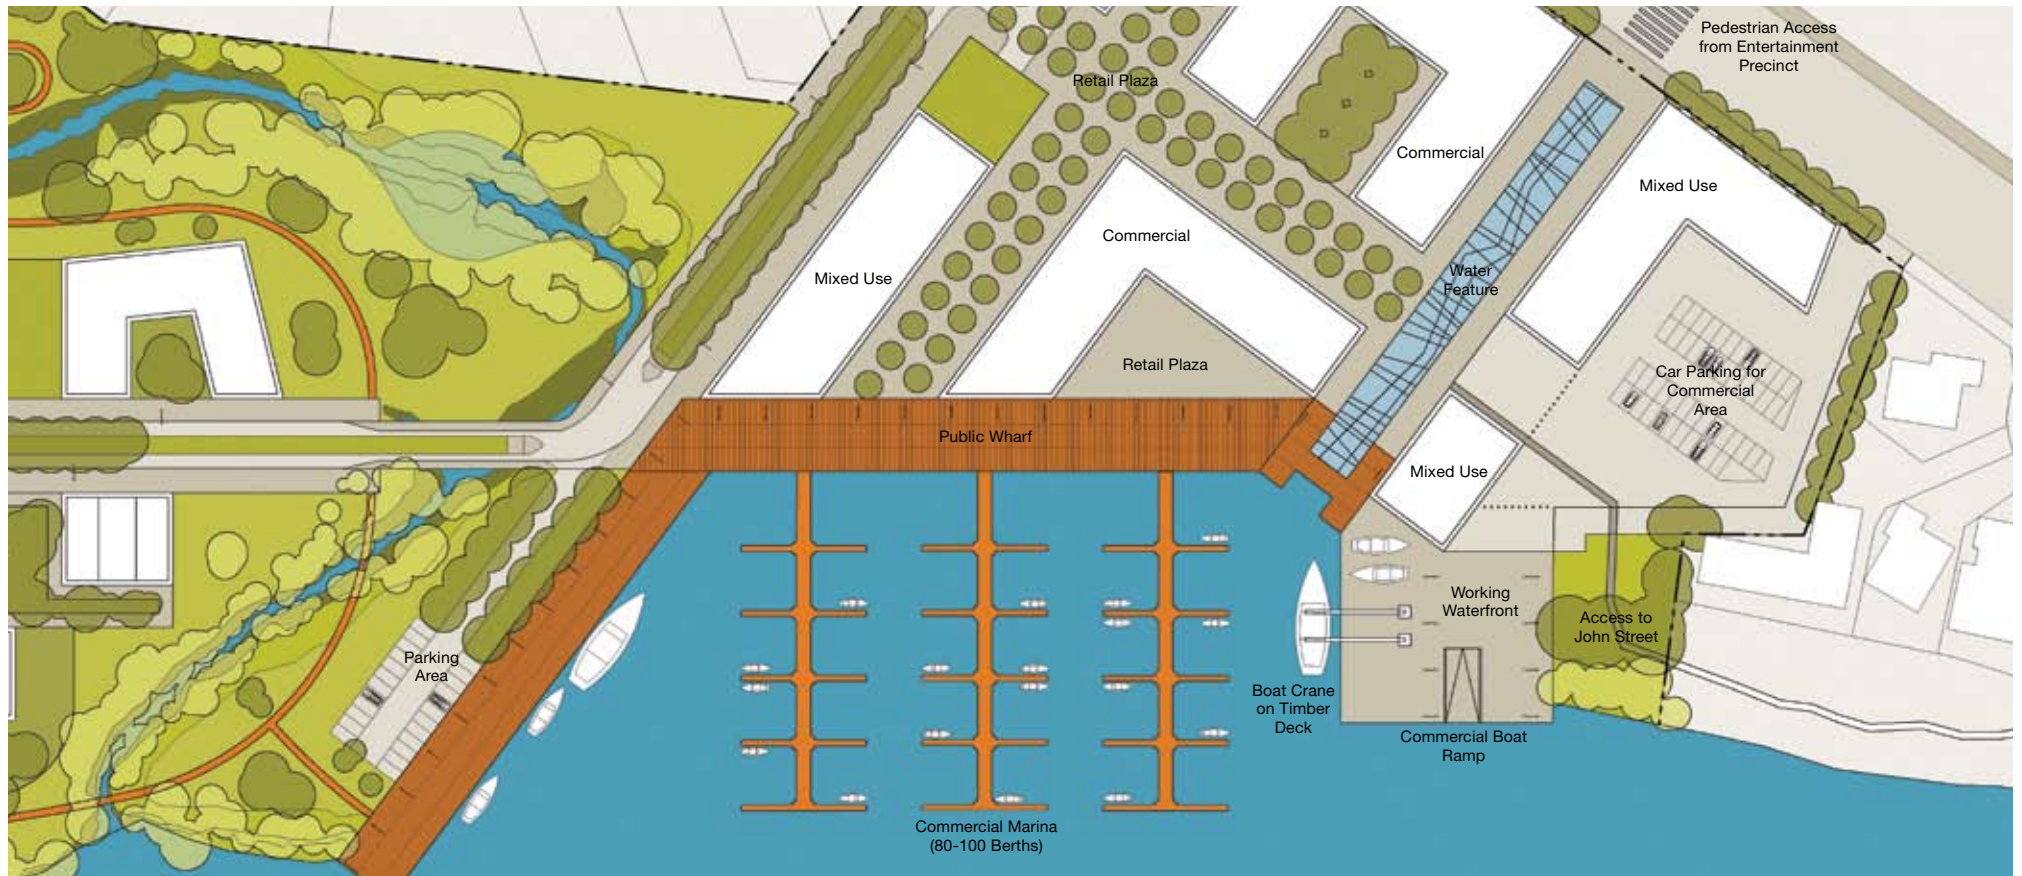 Pedestrian Access
from Entertainment
Precinct
Retail Plaza
Commercial
Mixed Use
Commercial
Mixed Use
Water
Feature
Retail Plaza
Car Parking for
Commercial
Area
Public Wharf
Mixed Use
Working
Waterfront
Access to
John Street
Parking
Area
Boat Crane
on Timber
Deck
Commercial Boat
Ramp
Commercial Marina
(80-100 Berths)